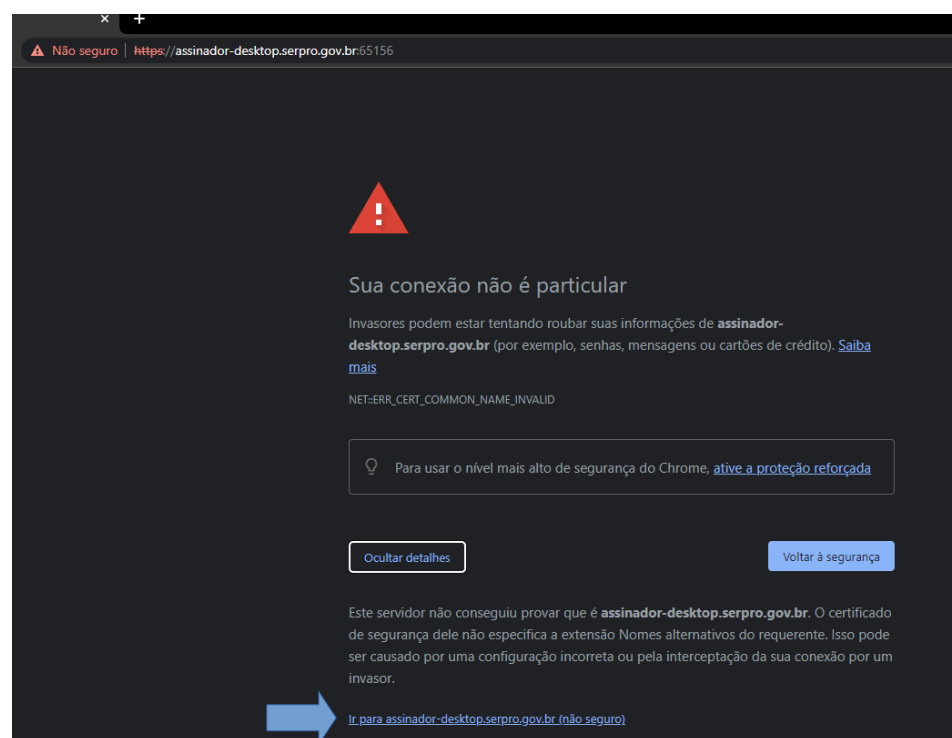 × +
Não seguro | https://assinador-desktop.serpro.gov.br:65156
!
Sua conexão não é particular
Invasores podem estar tentando roubar suas informações de assinador-
desktop.serpro.gov.br (por exemplo, senhas, mensagens ou cartões de crédito). Saiba
mais
NET::ERR_CERT_COMMON_NAME_INVALID
Para usar o nível mais alto de segurança do Chrome, ative a proteção reforçada
Ocultar detalhes
Voltar à segurança
Este servidor não conseguiu provar que é assinador-desktop.serpro.gov.br. O certificado
de segurança dele não especifica a extensão Nomes alternativos do requerente. Isso pode
ser causado por uma configuração incorreta ou pela interceptação da sua conexão por um
invasor.
Ir para assinador-desktop.serpro.gov.br (não seguro)